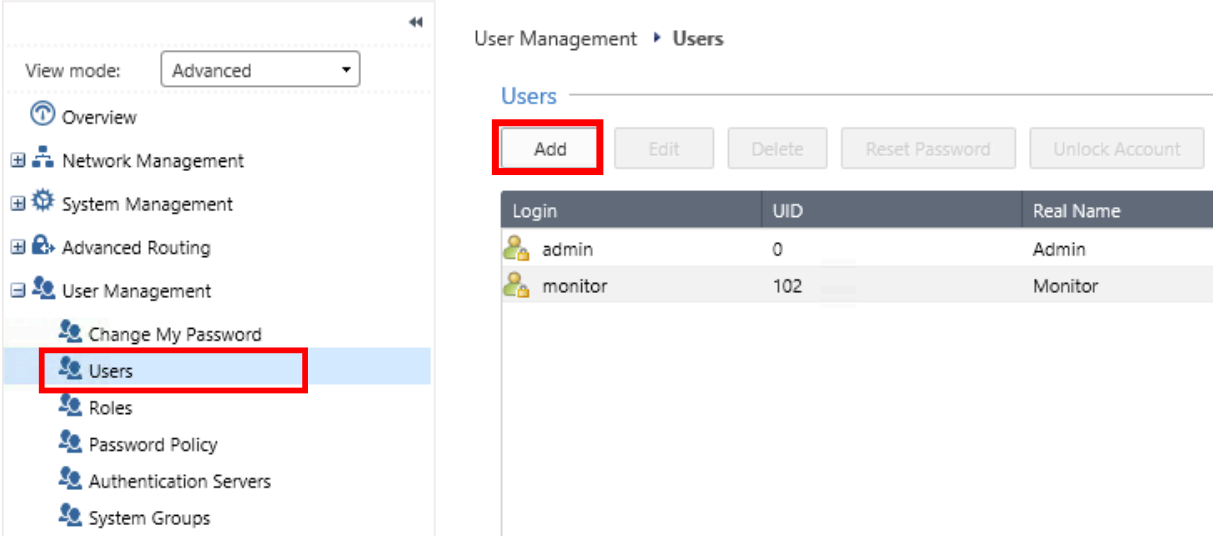 View mode: Advanced
Overview
Network Management
System Management
Advanced Routing
User Management
Change My Password
Users
Roles
Password Policy
Authentication Servers
System Groups
User Management Users
Users
Add Edit Delete Reset Password Unlock Account
Login UID Real Name
admin 0 Admin
monitor 102 Monitor